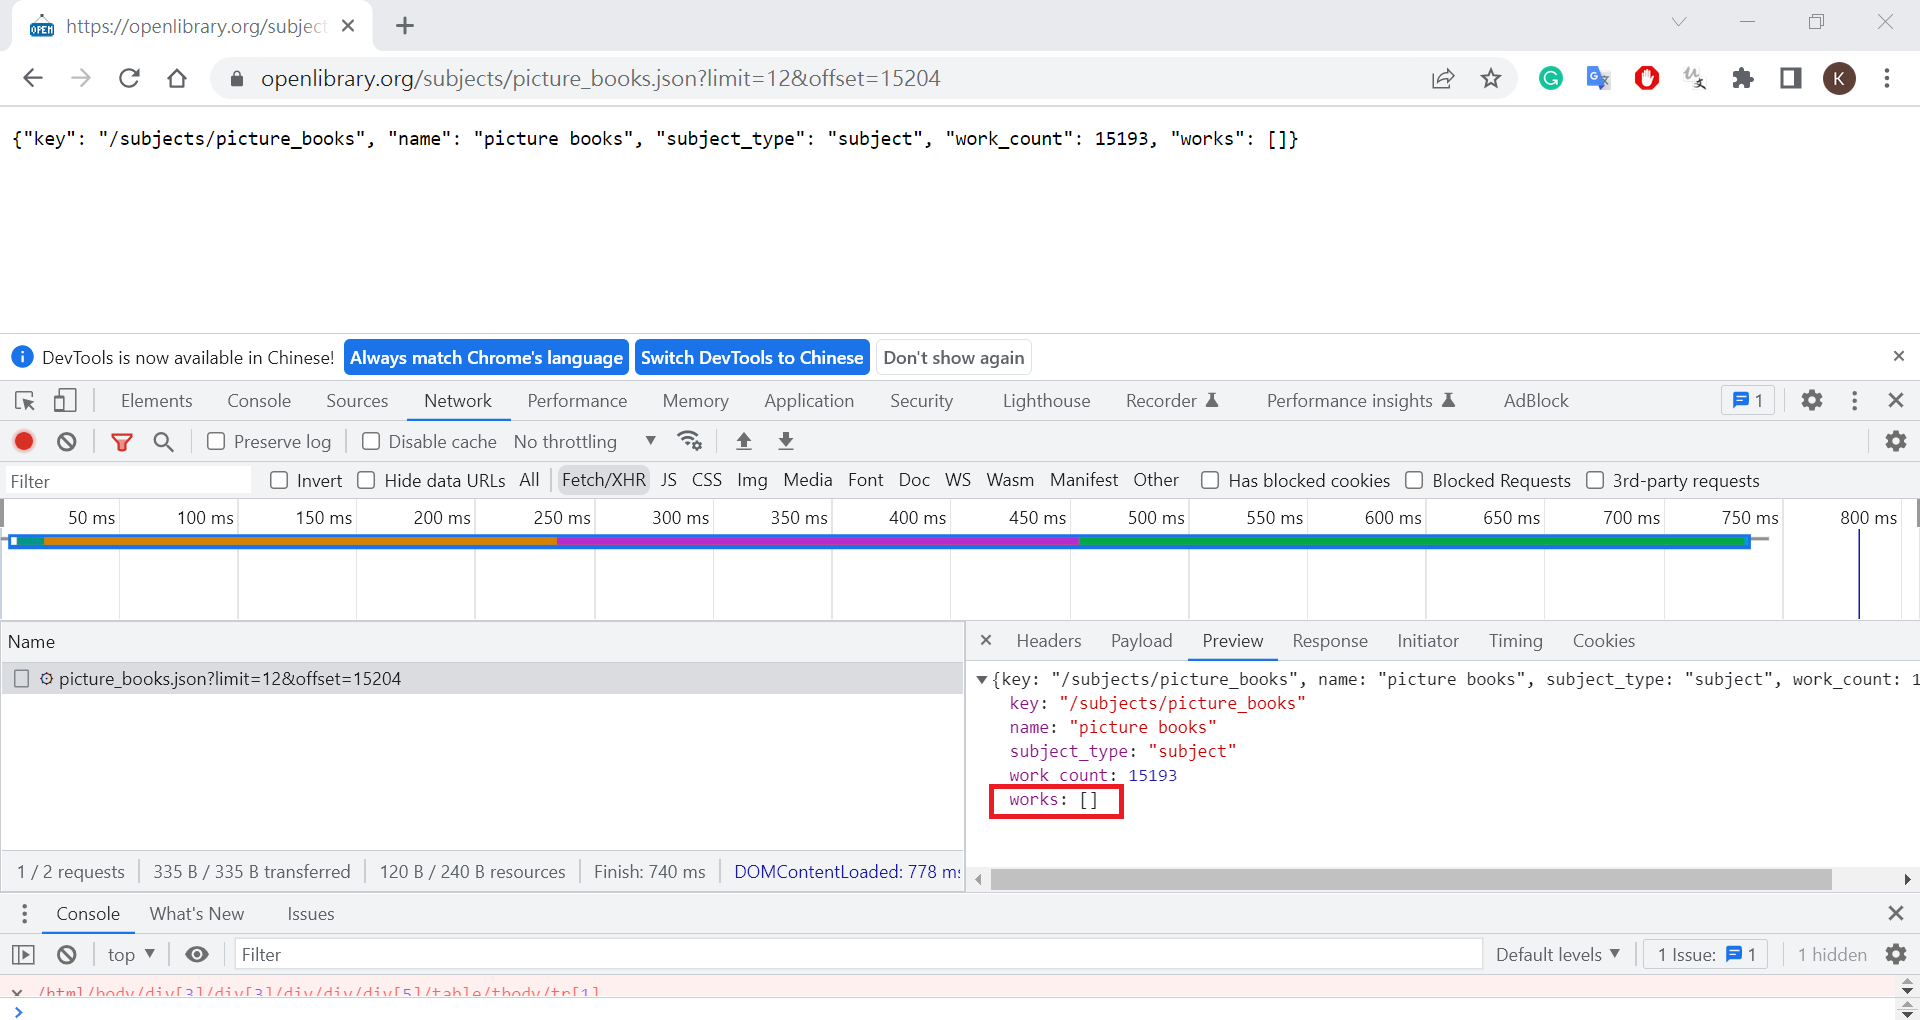 https://openlibrary.org/subject
openlibrary.org/subjects/picture_books.json?limit=12&offset=15204
K
{"key": "/subjects/picture_books", "name": "picture books", "subject_type": "subject", "work_count": 15193, "works": []}
DevTools is now available in Chinese! Always match Chrome's language Switch DevTools to Chinese Don't show again
Elements Console Sources Network Performance Memory Application Security Lighthouse Recorder Performance insights AdBlock 1
Preserve log Disable cache No throttling
Filter Invert Hide data URLs All Fetch/XHR JS CSS Img Media Font Doc WS Wasm Manifest Other Has blocked cookies Blocked Requests 3rd-party requests
50 ms 100 ms 150 ms 200 ms 250 ms 300 ms 350 ms 400 ms 450 ms 500 ms 550 ms 600 ms 650 ms 700 ms 750 ms 800 ms
Name
picture_books.json?limit=12&offset=15204
Headers Payload Preview Response Initiator Timing Cookies
{key: "/subjects/picture_books", name: "picture books", subject_type: "subject", work_count: 1
key: "/subjects/picture_books"
name: "picture books"
subject_type: "subject"
work_count: 15193
works: []
1 / 2 requests 335 B / 335 B transferred 120 B / 240 B resources Finish: 740 ms DOMContentLoaded: 778 ms
Console What's New Issues
top Filter Default levels 1 Issue: 1 1 hidden
/html/body/div[3]/div[3]/div/div/div[5]/table/tbody/tr[1]